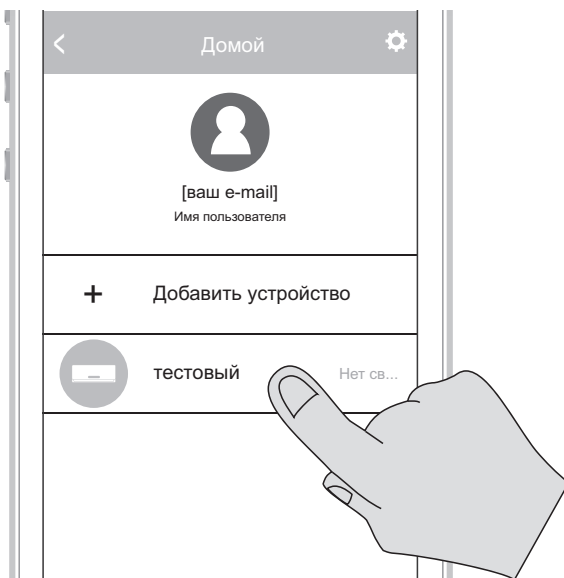 Домой
[ваш e-mail]
Имя пользователя
+ Добавить устройство
тестовый Нет св...